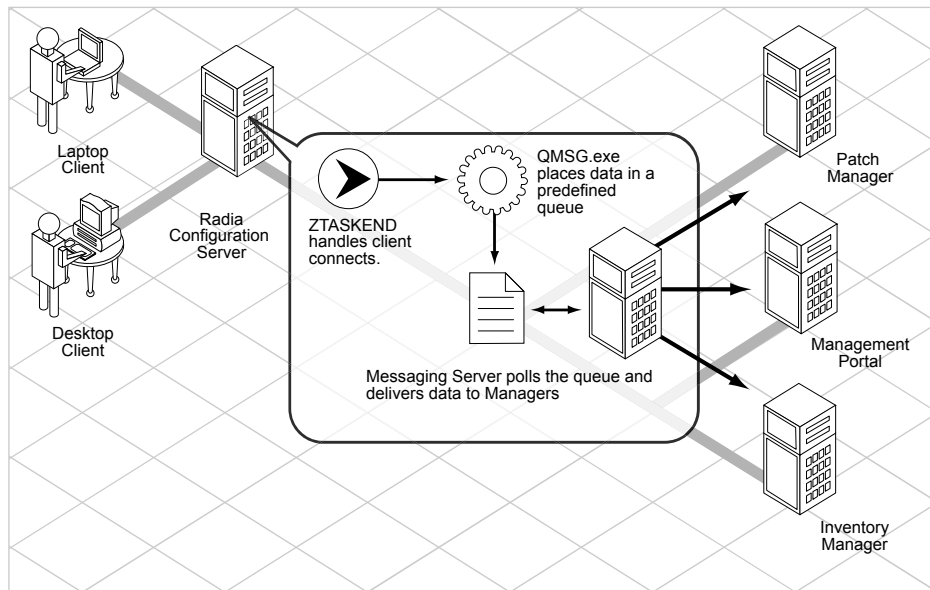 Laptop
Client
Radia
Configuration
Server
Desktop
Client
ZTASKEND
handles client
connects.
QMSG.exe
places data in a
predefined
queue
Messaging Server polls the queue and
delivers data to Managers
Patch
Manager
Management
Portal
Inventory
Manager